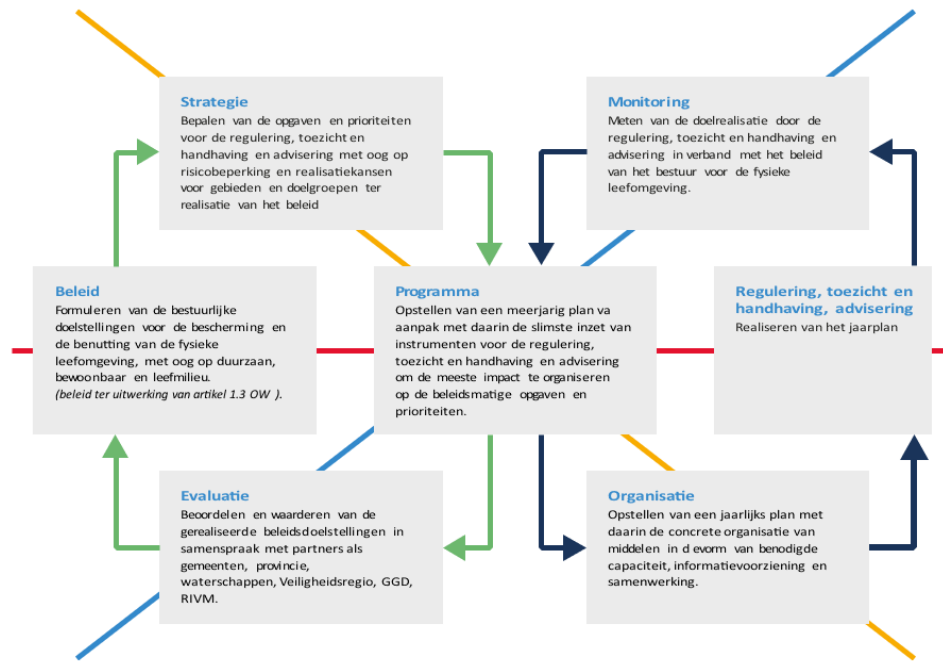 Strategie
Bepalen van de opgaven en prioriteiten
voor de regulering, toezicht en
handhaving en advisering met oog op
risicobeperking en realisatiekansen
voor gebieden en doelgroepen ter
realisatie van het beleid
Monitoring
Meten van de doelrealisatie door de
regulering, toezicht en handhaving en
advisering in verband met het beleid
van het bestuur voor de fysieke
leefomgeving.
Beleid
Formuleren van de bestuurlijke
doelstellingen voor de bescherming en
de benutting van de fysieke
leefomgeving, met oog op duurzaan,
bewoonbaar en leefmilieu.
(beleid ter uitwerking van artikel 1.3 OW ).
Programma
Opstellen van een meerjarig plan va
aanpak met daarin de slimste inzet van
instrumenten voor de regulering,
toezicht en handhaving en advisering
om de meeste impact te organiseren
op de beleidsmatige opgaven en
prioriteiten.
Regulering, toezicht en
handhaving, advisering
Realiseren van het jaarplan
Evaluatie
Beoordelen en waarderen van de
gerealiseerde beleidsdoelstellingen in
samenspraak met partners als
gemeenten, provincie,
waterschappen, Veiligheidsregio, GGD,
RIVM.
Organisatie
Opstellen van een jaarlijks plan met
daarin de concrete organisatie van
middelen in d evorm van benodigde
capaciteit, informatievoorziening en
samenwerking.